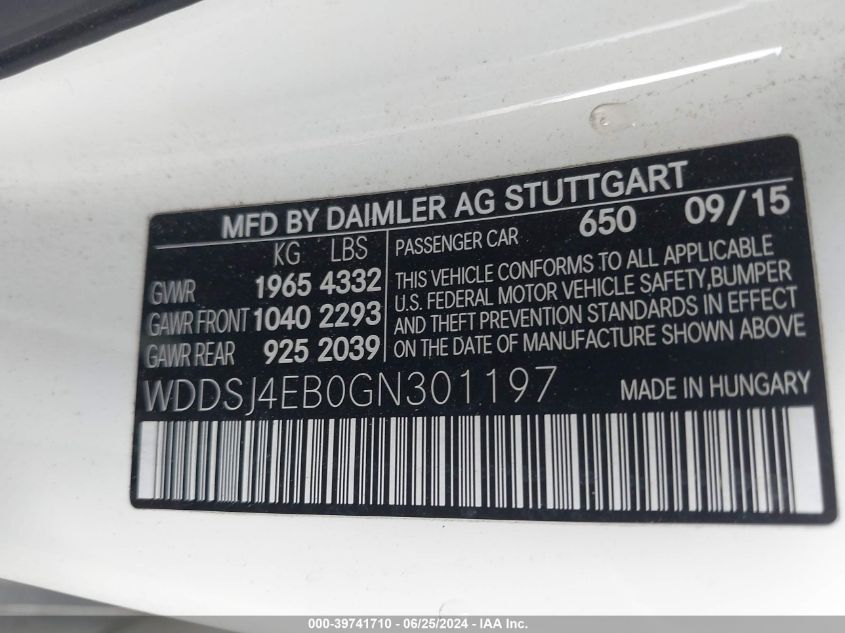 MFD BY DAIMLER AG STUTTGART
KG LBS
PASSENGER CAR 650 09/15
GVWR 1965 4332
GAWR FRONT 1040 2293
GAWR REAR 925 2039
THIS VEHICLE CONFORMS TO ALL APPLICABLE
U.S. FEDERAL MOTOR VEHICLE SAFETY,BUMPER
AND THEFT PREVENTION STANDARDS IN EFFECT
ON THE DATE OF MANUFACTURE SHOWN ABOVE
WDDSJ4EB0GN301197 MADE IN HUNGARY
000-39741710 - 06/25/2024 - IAA Inc.